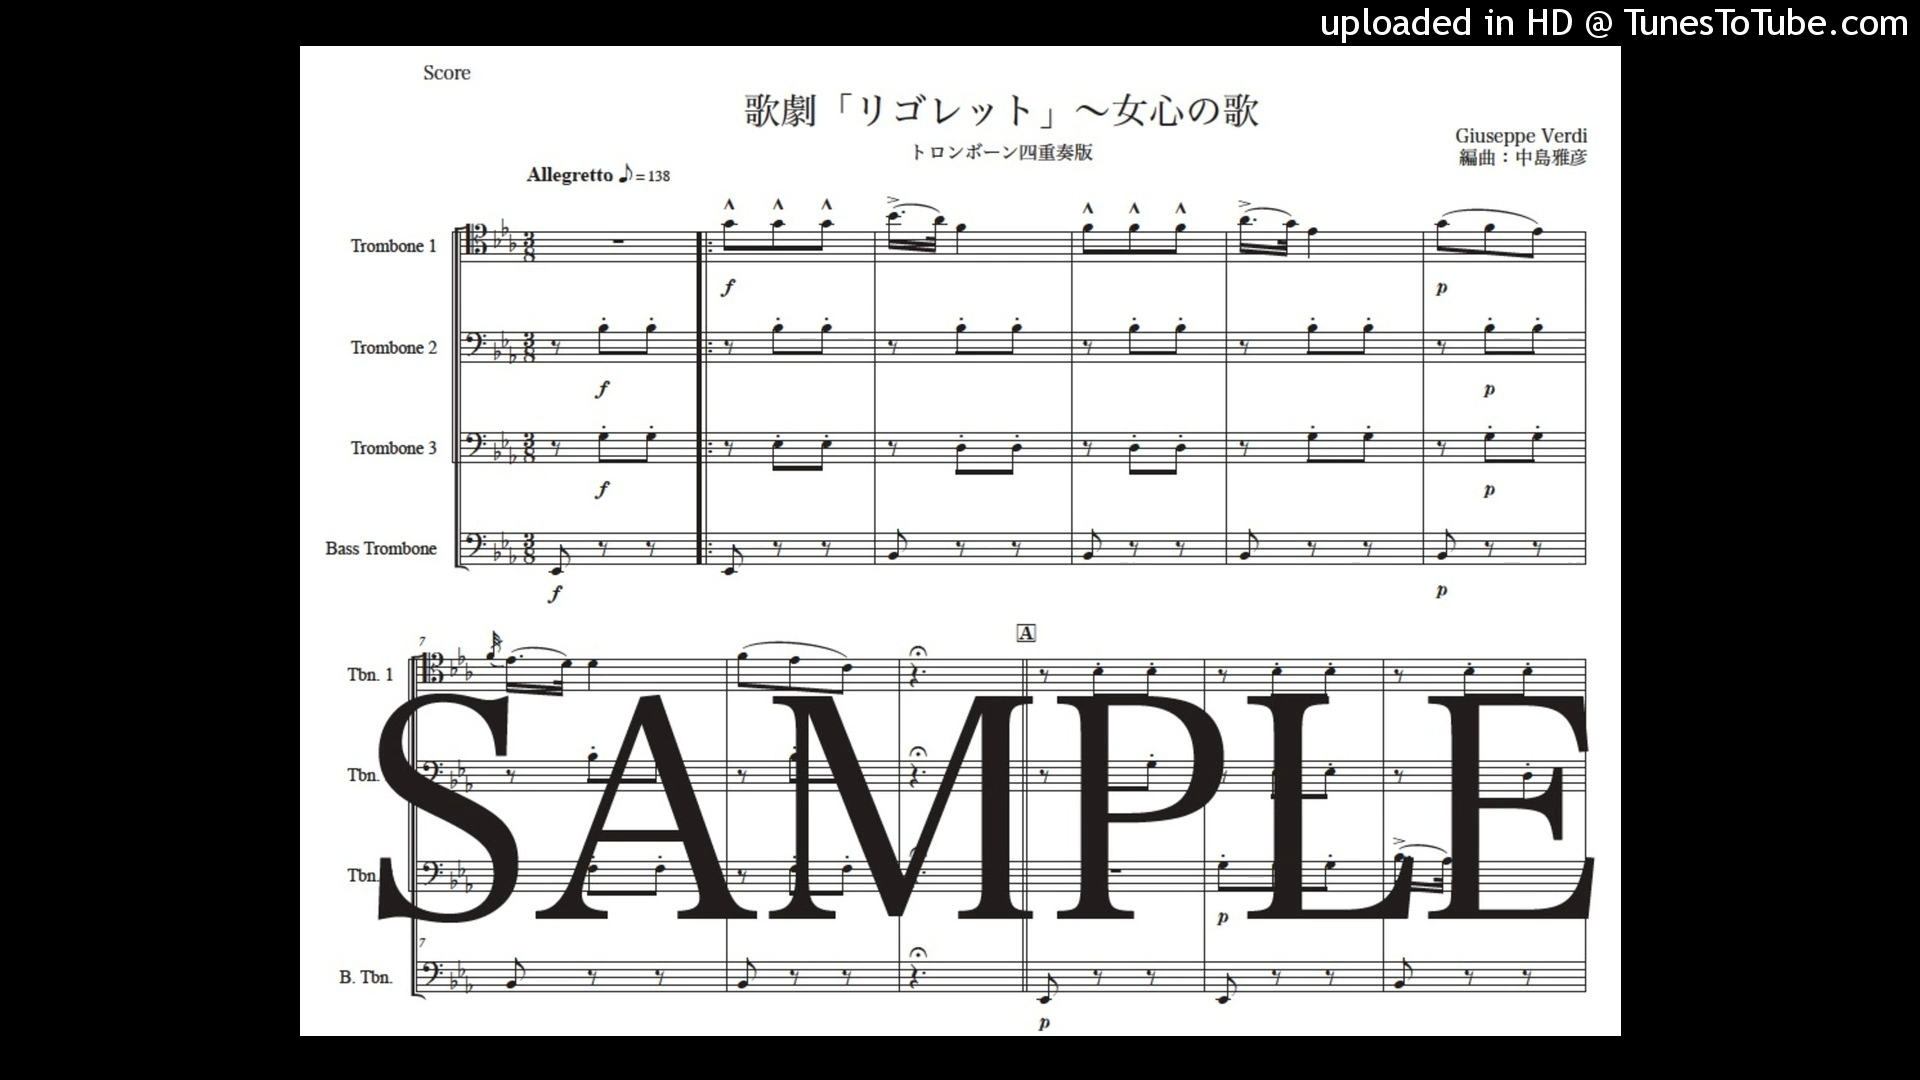 uploaded in HD @ TunesToTube.com
Score
歌劇「リゴレット」～女心の歌
トロンボーン四重奏版
Giuseppe Verdi
編曲：中島雅彦
Allegretto ♪=138
Trombone 1
f
p
Trombone 2
f
p
Trombone 3
f
p
Bass Trombone
f
p
7
A
Tbn. 1
SAMPLE
Tbn.
Tbn.
p
7
B. Tbn.
p